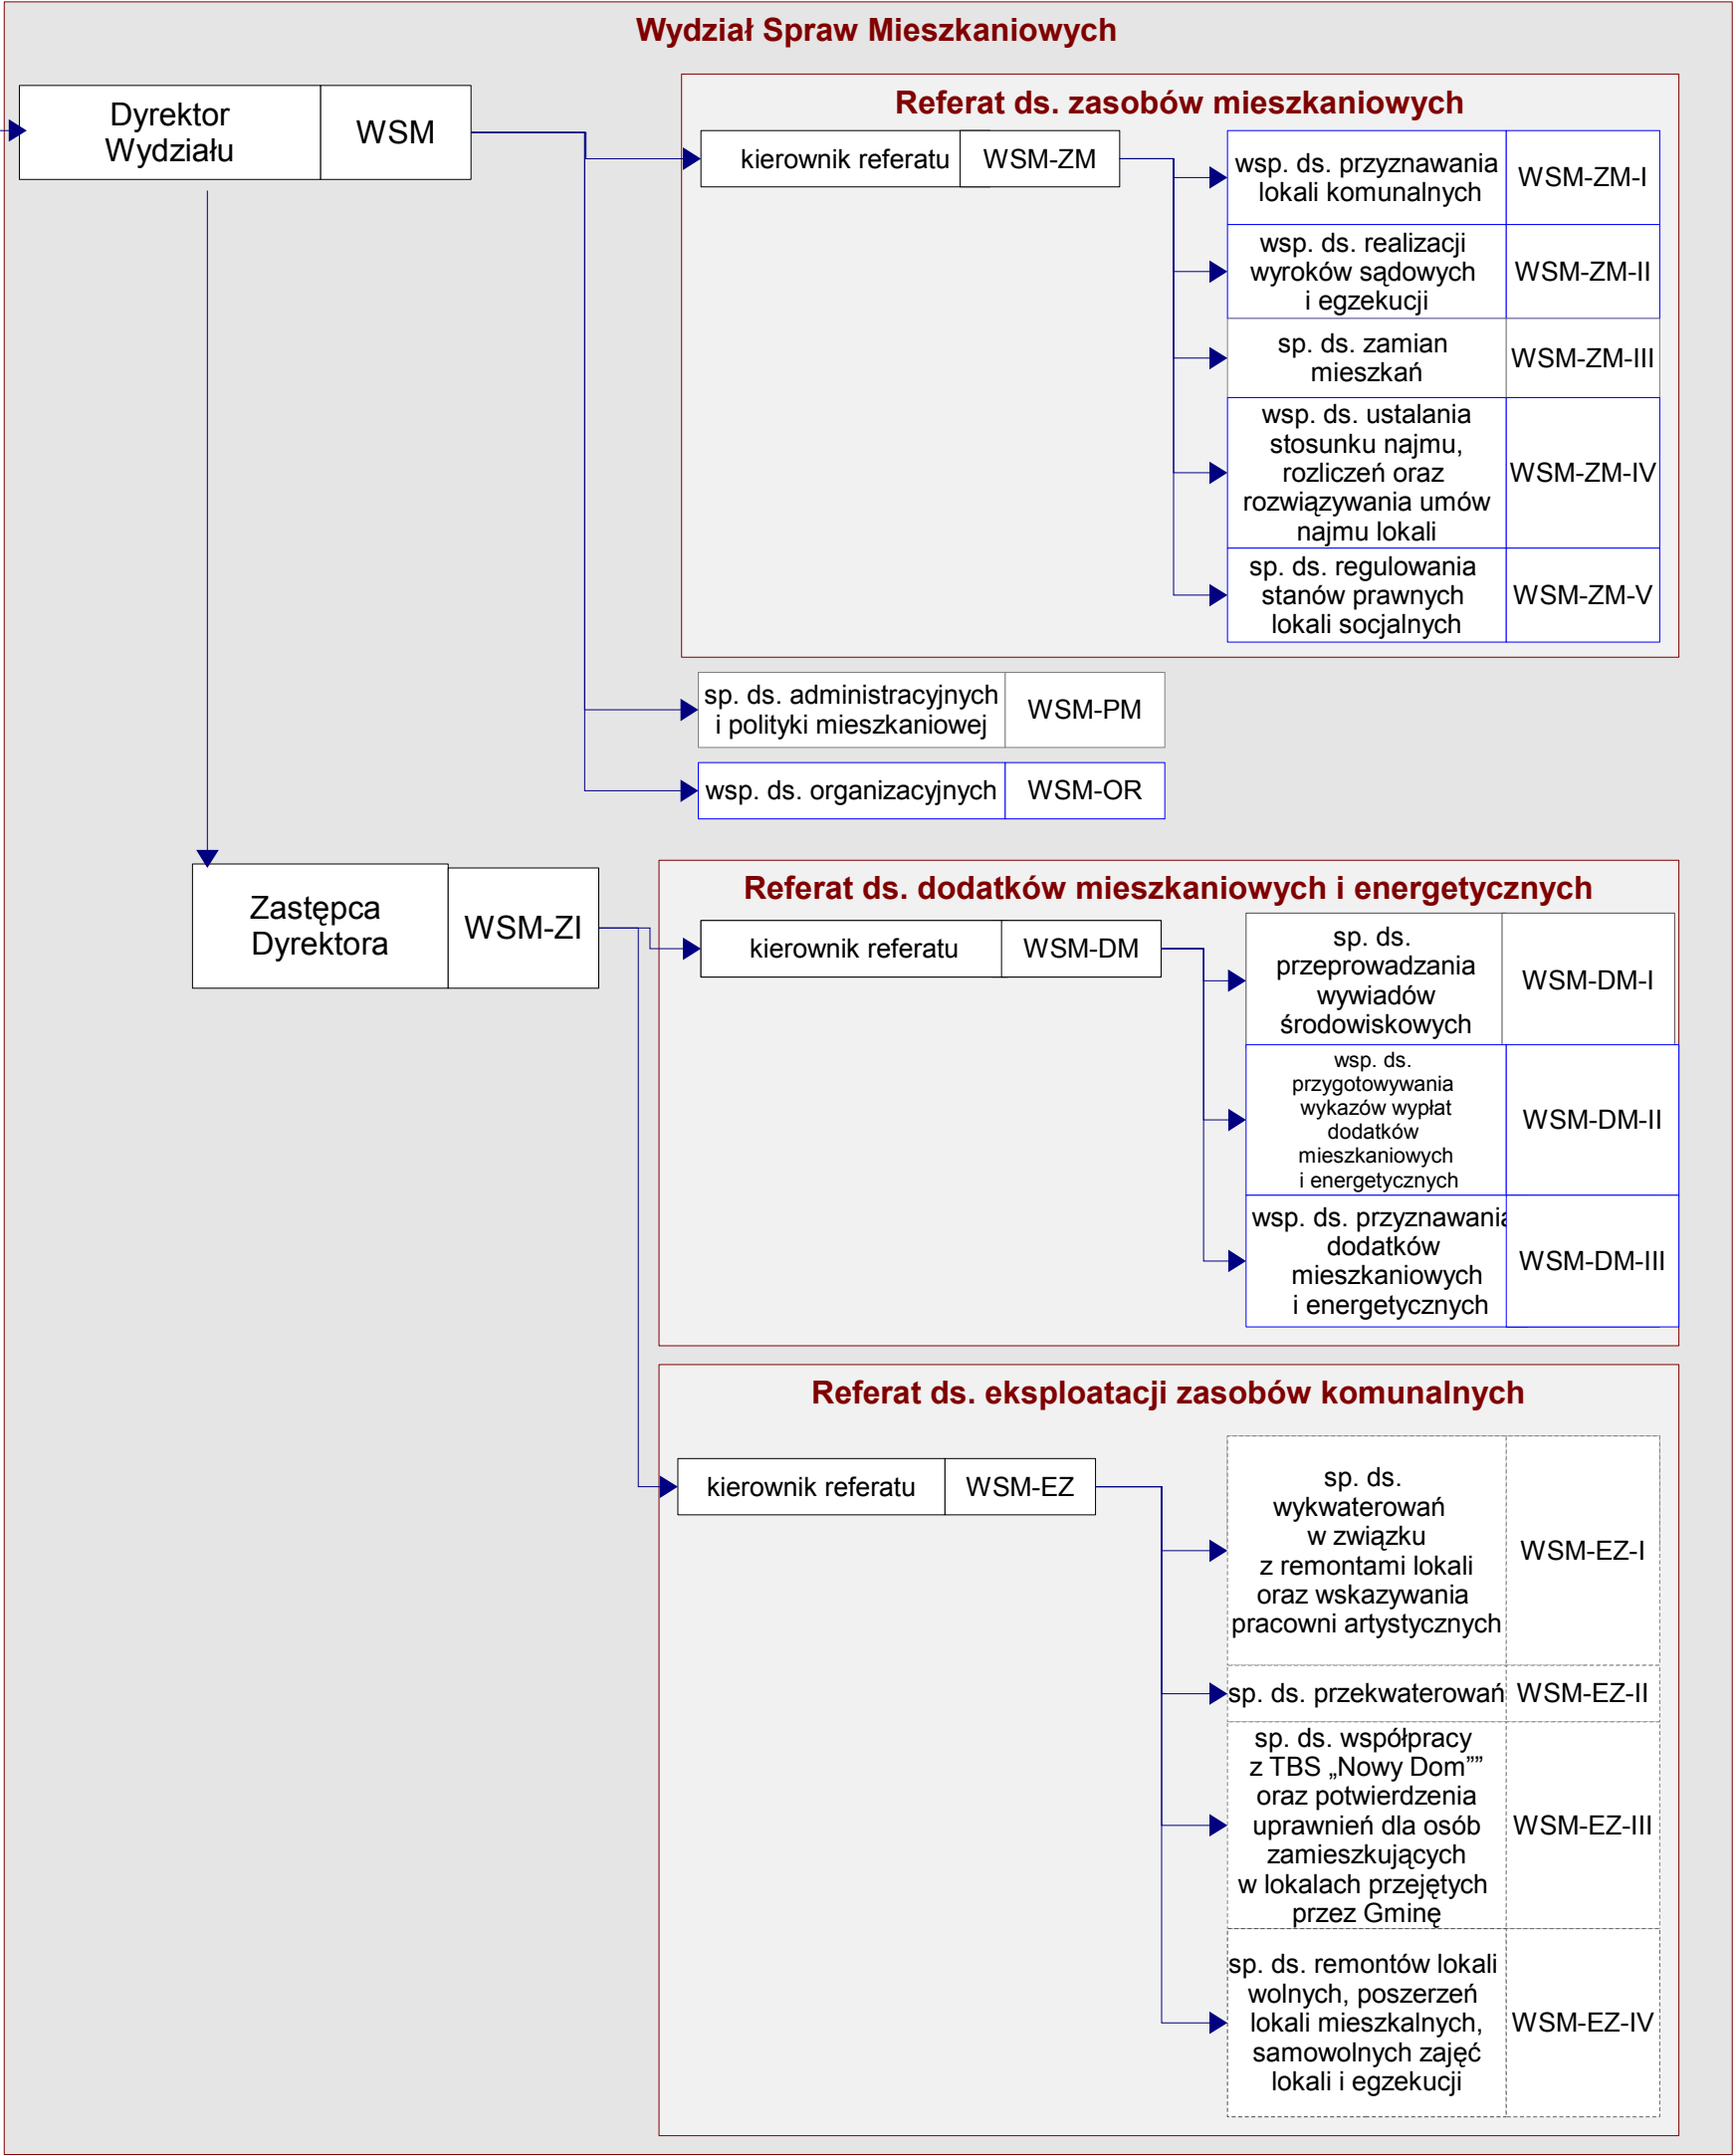 Wydział Spraw Mieszkaniowych
Dyrektor
Wydziału
WSM
Referat ds. zasobów mieszkaniowych
kierownik referatu
WSM-ZM
wsp. ds. przyznawania
lokali komunalnych
WSM-ZM-I
wsp. ds. realizacji
wyroków sądowych
i egzekucji
WSM-ZM-II
sp. ds. zamian
mieszkań
WSM-ZM-III
wsp. ds. ustalania
stosunku najmu,
rozliczeń oraz
rozwiązywania umów
najmu lokali
WSM-ZM-IV
sp. ds. regulowania
stanów prawnych
lokali socjalnych
WSM-ZM-V
sp. ds. administracyjnych
i polityki mieszkaniowej
WSM-PM
wsp. ds. organizacyjnych
WSM-OR
Zastępca
Dyrektora
WSM-ZI
Referat ds. dodatków mieszkaniowych i energetycznych
kierownik referatu
WSM-DM
sp. ds.
przeprowadzania
wywiadów
środowiskowych
WSM-DM-I
wsp. ds.
przygotowywania
wykazów wypłat
dodatków
mieszkaniowych
i energetycznych
WSM-DM-II
wsp. ds. przyznawania
dodatków
mieszkaniowych
i energetycznych
WSM-DM-III
Referat ds. eksploatacji zasobów komunalnych
kierownik referatu
WSM-EZ
sp. ds.
wykwaterowań
w związku
z remontami lokali
oraz wskazywania
pracowni artystycznych
WSM-EZ-I
sp. ds. przekwaterowań
WSM-EZ-II
sp. ds. współpracy
z TBS „Nowy Dom””
oraz potwierdzenia
uprawnień dla osób
zamieszkujących
w lokalach przejętych
przez Gminę
WSM-EZ-III
sp. ds. remontów lokali
wolnych, poszerzeń
lokali mieszkalnych,
samowolnych zajęć
lokali i egzekucji
WSM-EZ-IV